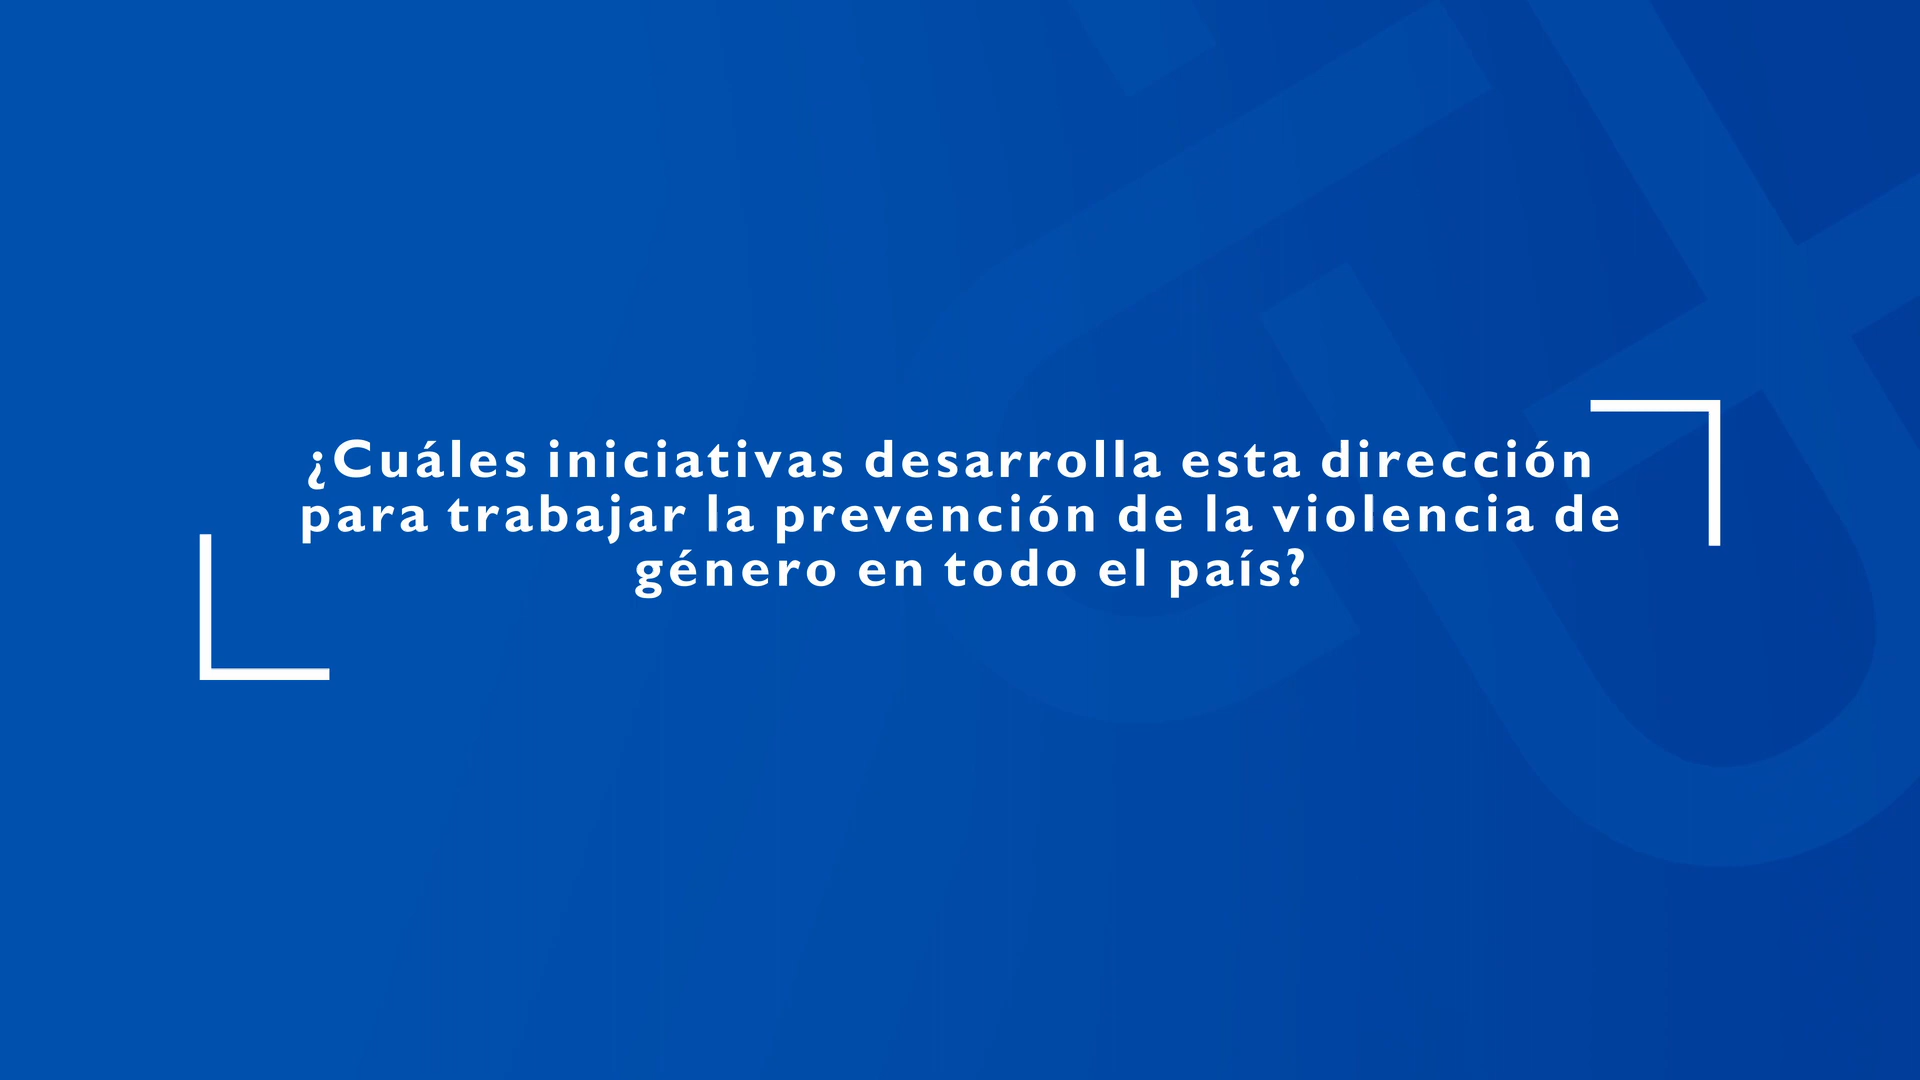 ¿Cuáles iniciativas desarrolla esta dirección
para trabajar la prevención de la violencia de
género en todo el país?